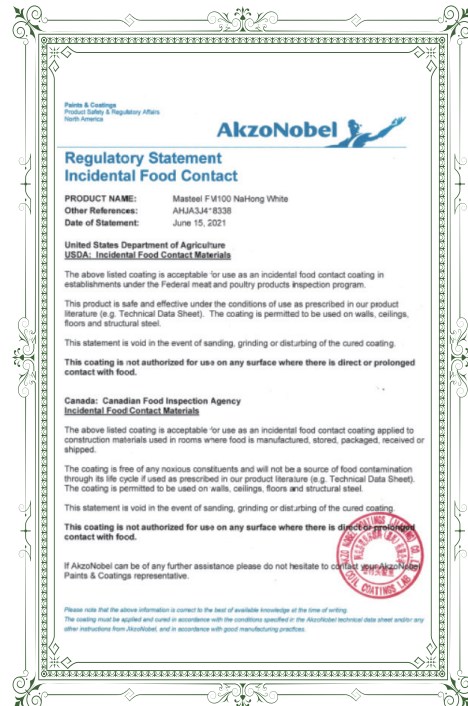 Paints & Coatings
Product Safety & Regulatory Affairs
North America
AkzoNobel
Regulatory Statement
Incidental Food Contact
PRODUCT NAME: Masteel FM100 NaHong White
Other References: AHJA3J4*8338
Date of Statement: June 15, 2021
United States Department of Agriculture
USDA: Incidental Food Contact Materials
The above listed coating is acceptable for use as an incidental food contact coating in
establishments under the Federal meat and poultry products inspection program.
This product is safe and effective under the conditions of use as prescribed in our product
literature (e.g. Technical Data Sheet). The coating is permitted to be used on walls, ceilings,
floors and structural steel.
This statement is void in the event of sanding, grinding or disturbing of the cured coating.
This coating is not authorized for use on any surface where there is direct or prolonged
contact with food.
Canada: Canadian Food Inspection Agency
Incidental Food Contact Materials
The above listed coating is acceptable for use as an incidental food contact coating applied to
construction materials used in rooms where food is manufactured, stored, packaged, received or
shipped.
The coating is free of any noxious constituents and will not be a source of food contamination
through its life cycle if used as prescribed in our product literature (e.g. Technical Data Sheet).
The coating is permitted to be used on walls, ceilings, floors and structural steel.
This statement is void in the event of sanding, grinding or disturbing of the cured coating.
This coating is not authorized for use on any surface where there is direct or prolonged
contact with food.
If AkzoNobel can be of any further assistance please do not hesitate to contact your AkzoNobel
Paints & Coatings representative.
COIL COATINGS LAB
Please note that the above information is correct to the best of available knowledge at the time of writing.
The coating must be applied and cured in accordance with the conditions specified in the AkzoNobel technical data sheet and/or any
other instructions from AkzoNobel, and in accordance with good manufacturing practices.